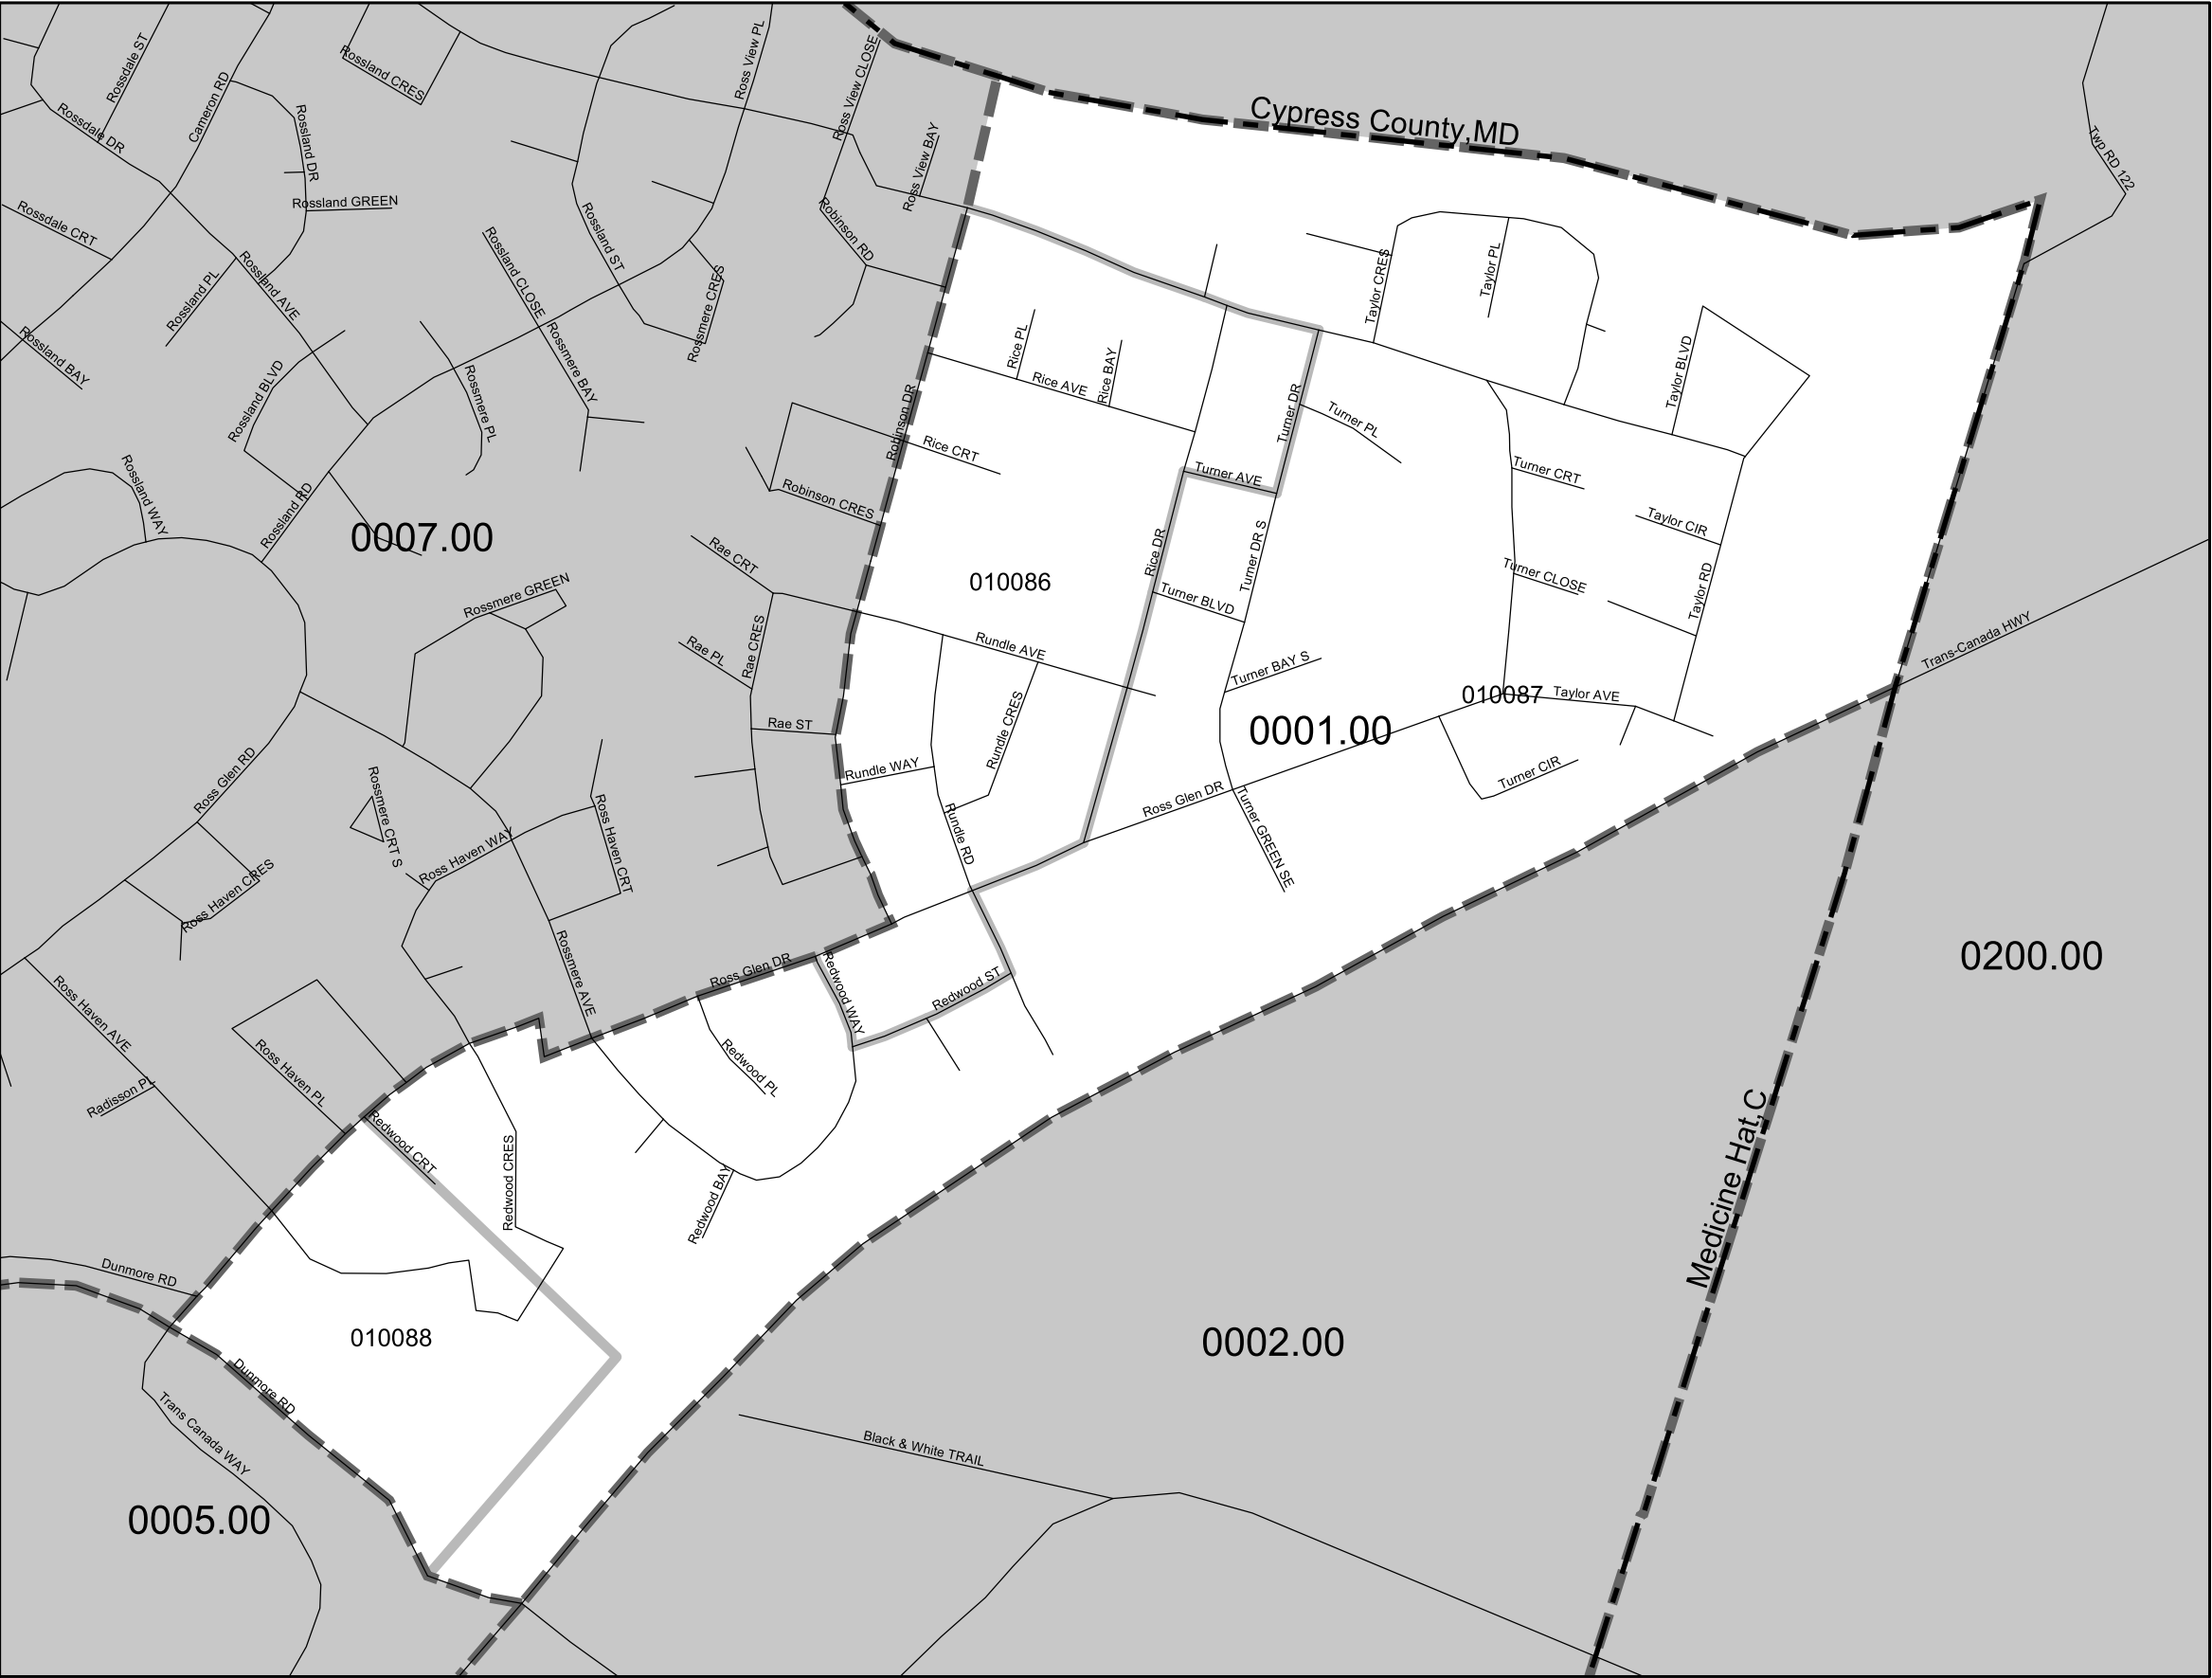 Rossdale ST
Cameron RD
Rossland CRES
Ross View PL
Ross View CLOSE
Cypress County,MD
Rossdale DR
Rossland DR
Ross View BAY
Twp RD 122
Rossland GREEN
Rossdale CRT
Rossland ST
Robinson RD
Rossland CLOSE
Rossland PL
Rossland AVE
Rossmere CRES
Taylor CRES
Taylor PL
Rossland BAY
Rossmere BAY
Rice PL
Rice BAY
Rice AVE
Taylor BLVD
Rossland BLVD
Rossmere PL
Robinson DR
Turner DR
Turner PL
Rice CRT
Rossland WAY
Rossland RD
Robinson CRES
Turner AVE
Turner CRT
Taylor CIR
0007.00
Rae CRT
Rice DR
Turner DR S
010086
Turner CLOSE
Taylor RD
Rossmere GREEN
Turner BLVD
Trans-Canada HWY
Rae CRES
Rae PL
Rundle AVE
Turner BAY S
010087
Taylor AVE
Rae ST
Rundle CRES
0001.00
Ross Glen RD
Rundle WAY
Turner CIR
Rossmere CRT S
Ross Haven WAY
Ross Haven CRT
Rundle RD
Ross Glen DR
Turner GREEN SE
Ross Haven CRES
Rossmere AVE
Ross Glen DR
Redwood WAY
Redwood ST
0200.00
Ross Haven AVE
Ross Haven PL
Redwood PL
Radisson PL
Redwood CRT
Redwood CRES
Redwood BAY
Medicine Hat,C
Dunmore RD
010088
0002.00
Dunmore RD
Trans Canada WAY
Black & White TRAIL
0005.00